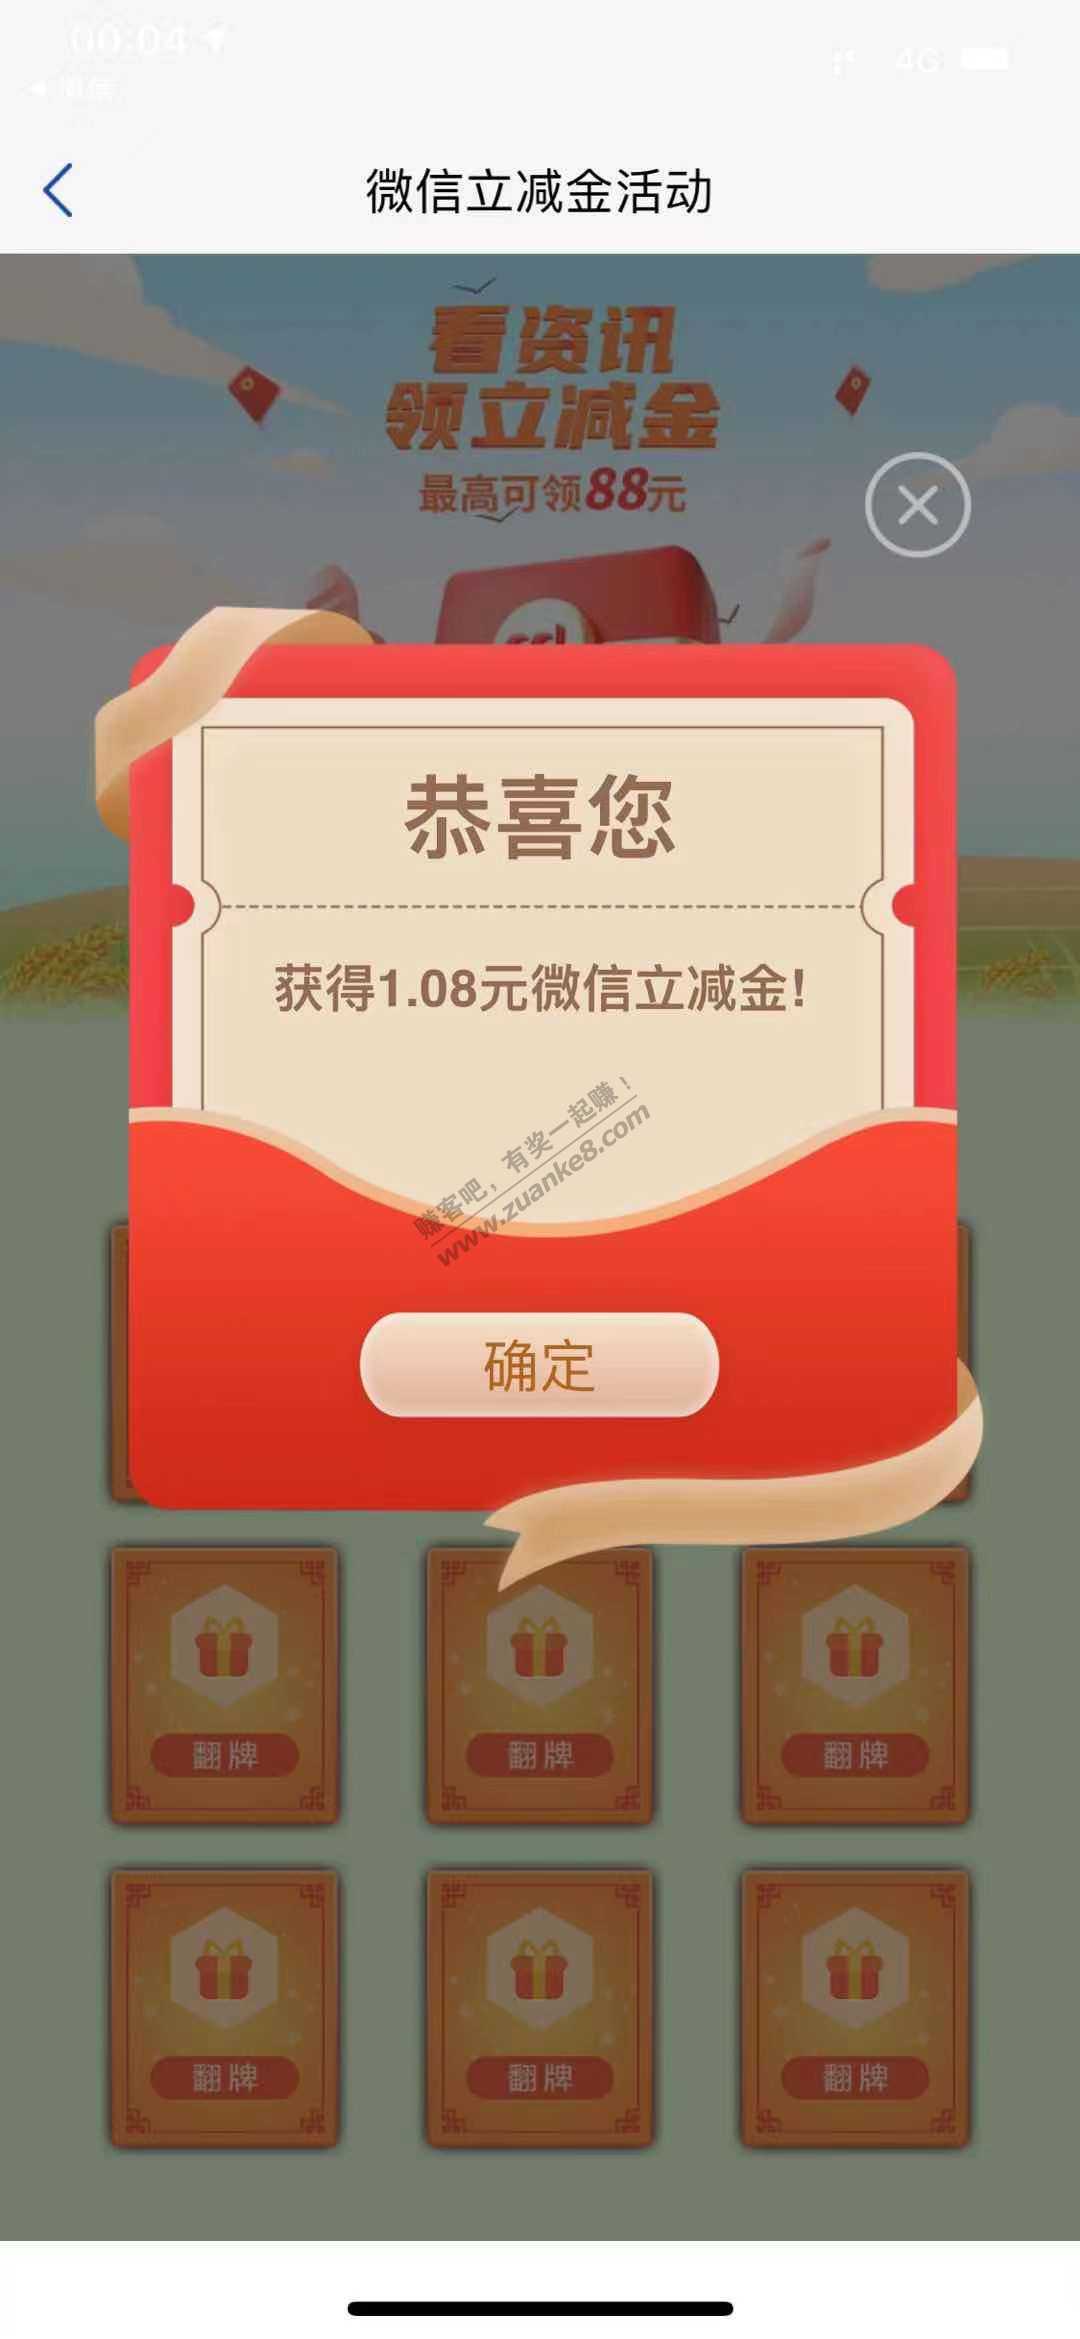 00:04
4G
微信
微信立减金活动
看资讯
领立减金
最高可领88元
恭喜您
获得1.08元微信立减金!
赚客吧，有奖一起赚！
www.zuanke8.com
确定
翻牌 翻牌 翻牌
翻牌 翻牌 翻牌